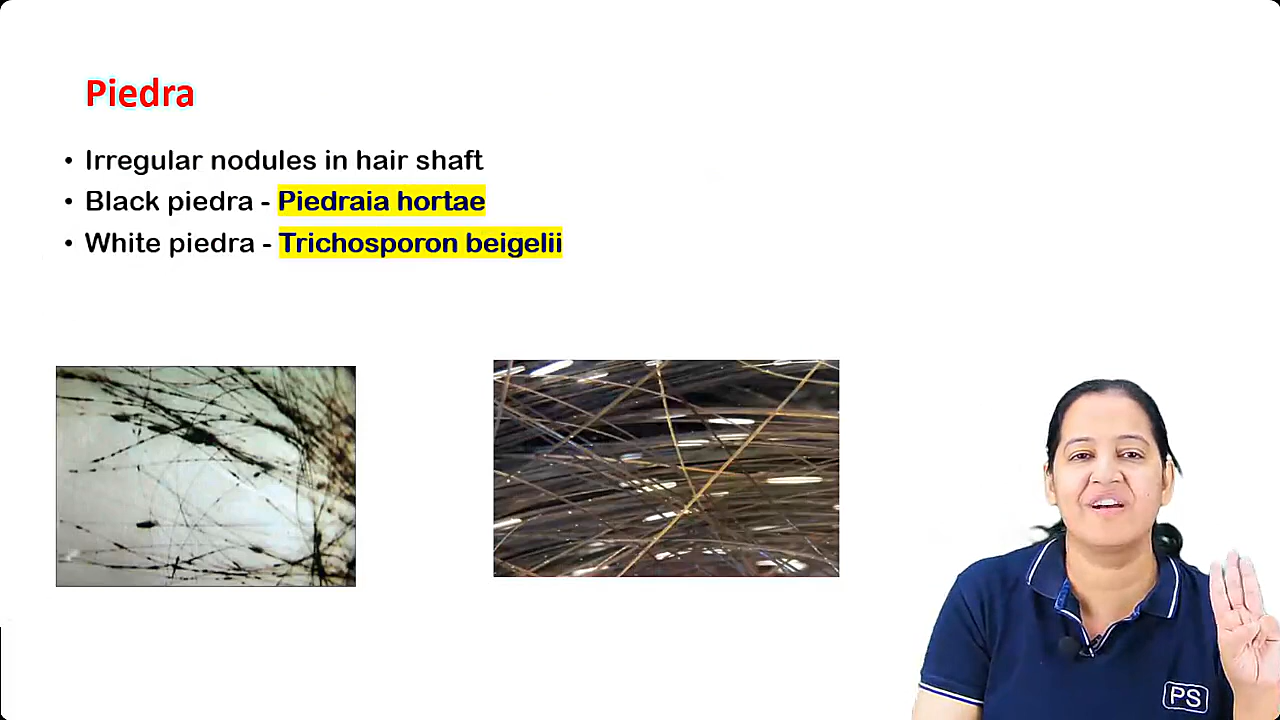 Piedra
• Irregular nodules in hair shaft
• Black piedra - Piedraia hortae
• White piedra - Trichosporon beigelii
PS